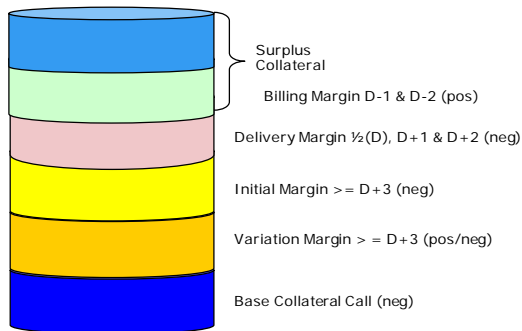 Surplus
Collateral
Billing Margin D-1 & D-2 (pos)
Delivery Margin ½(D), D+1 & D+2 (neg)
Initial Margin >= D+3 (neg)
Variation Margin > = D+3 (pos/neg)
Base Collateral Call (neg)